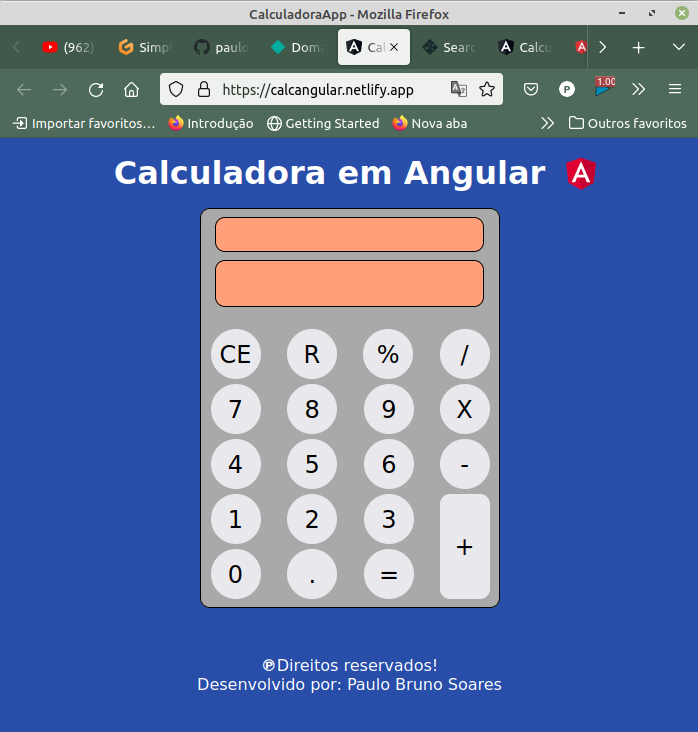 CalculadoraApp - Mozilla Firefox
(962) Simpl paulo Doma Cal Searc Calcu
https://calcangular.netlify.app P 1.00
Importar favoritos... Introdução Getting Started Nova aba Outros favoritos
Calculadora em Angular A
CE R % /
7 8 9 X
4 5 6 -
1 2 3
+
0 . =
℗Direitos reservados!
Desenvolvido por: Paulo Bruno Soares